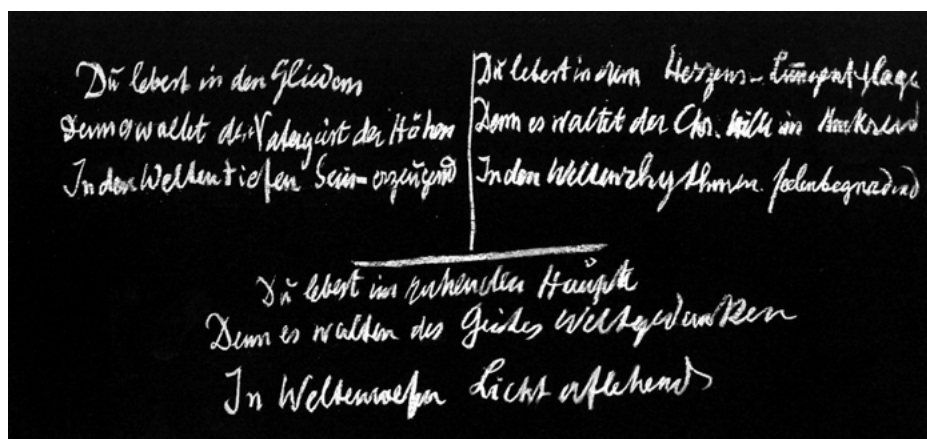 Du lebest in den Gliedern
Denn es waltet der Vatergeist der Höhen
In den Weltentiefen Sein-erzeugend
Du lebest in dem Herzens-Lungenschlage
Denn es waltet der Chr. Wille im Umkreis
In den Weltenrhythmen Seelenbegnadend
Du lebest im ruhenden Haupte
Denn es walten des Geistes Weltgedanken
In Weltenwesen Licht erflehend